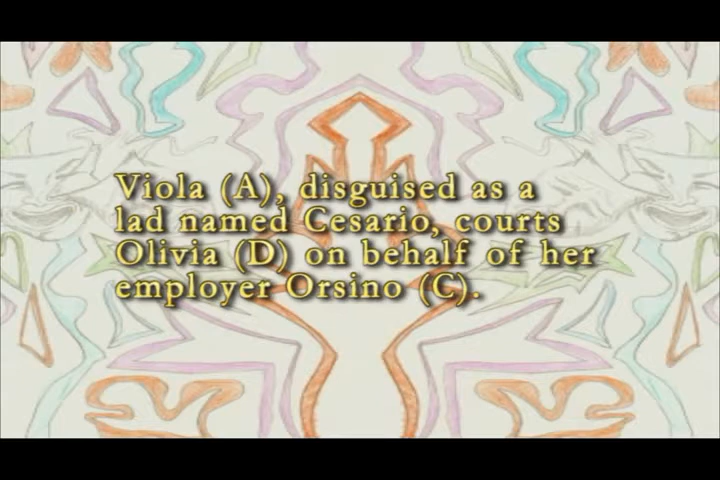 Viola (A), disguised as a
lad named Cesario, courts
Olivia (D) on behalf of her
employer Orsino (C).